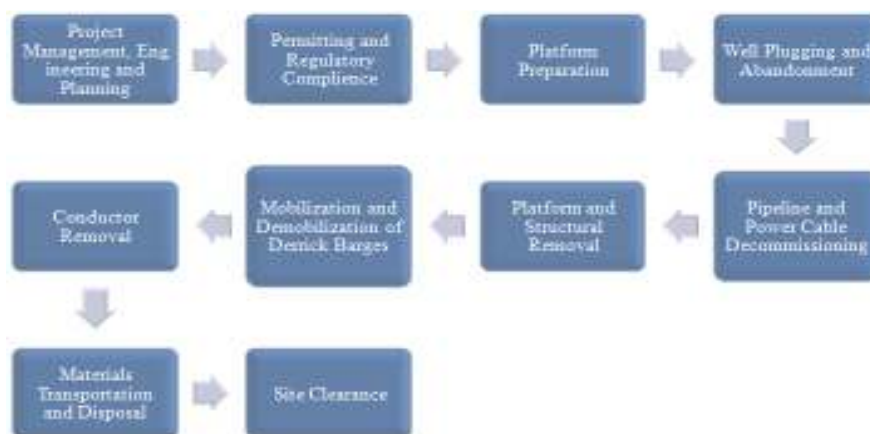 Project
Management, Eng
ineering and
Planning
Permitting and
Regulatory
Complience
Platform
Preparation
Well Plugging and
Abandonment
Pipeline and
Power Cable
Decommissioning
Platform and
Structural
Removal
Mobilization and
Demobilization of
Derrick Barges
Conductor
Removal
Materials
Transportation
and Disposal
Site Clearance